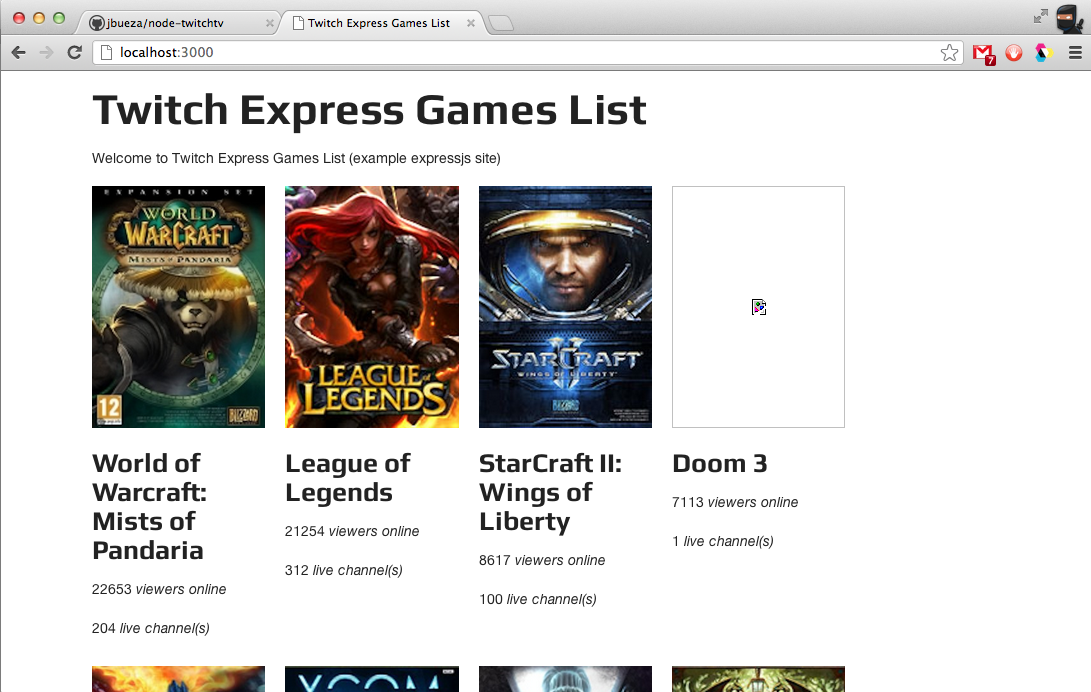 jbueza/node-twitchtv
Twitch Express Games List
localhost:3000
7
Twitch Express Games List
Welcome to Twitch Express Games List (example expressjs site)
EXPANSION SET
WORLD
WARCRAFT
MISTS of PANDARIA
12
BLIZZARD
LEAGUE of
LEGENDS
STARCRAFT
II
WINGS OF LIBERTY
BLIZZARD
World of
Warcraft:
Mists of
Pandaria
22653 viewers online
204 live channel(s)
League of
Legends
21254 viewers online
312 live channel(s)
StarCraft II:
Wings of
Liberty
8617 viewers online
100 live channel(s)
Doom 3
7113 viewers online
1 live channel(s)
XCOM